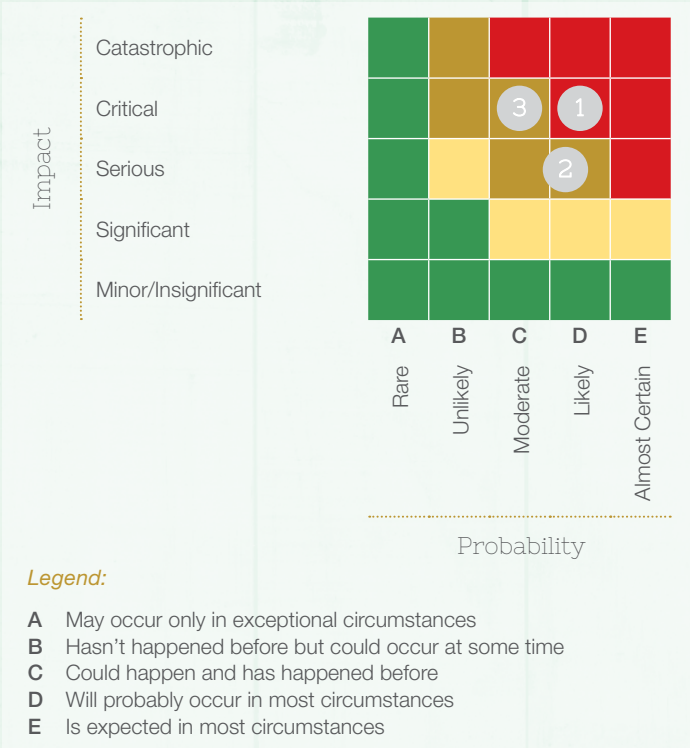 Impact
Catastrophic
Critical
Serious
Significant
Minor/Insignificant
3
1
2
A B C D E
Rare
Unlikely
Moderate
Likely
Almost Certain
Probability
Legend:
A May occur only in exceptional circumstances
B Hasn't happened before but could occur at some time
C Could happen and has happened before
D Will probably occur in most circumstances
E Is expected in most circumstances